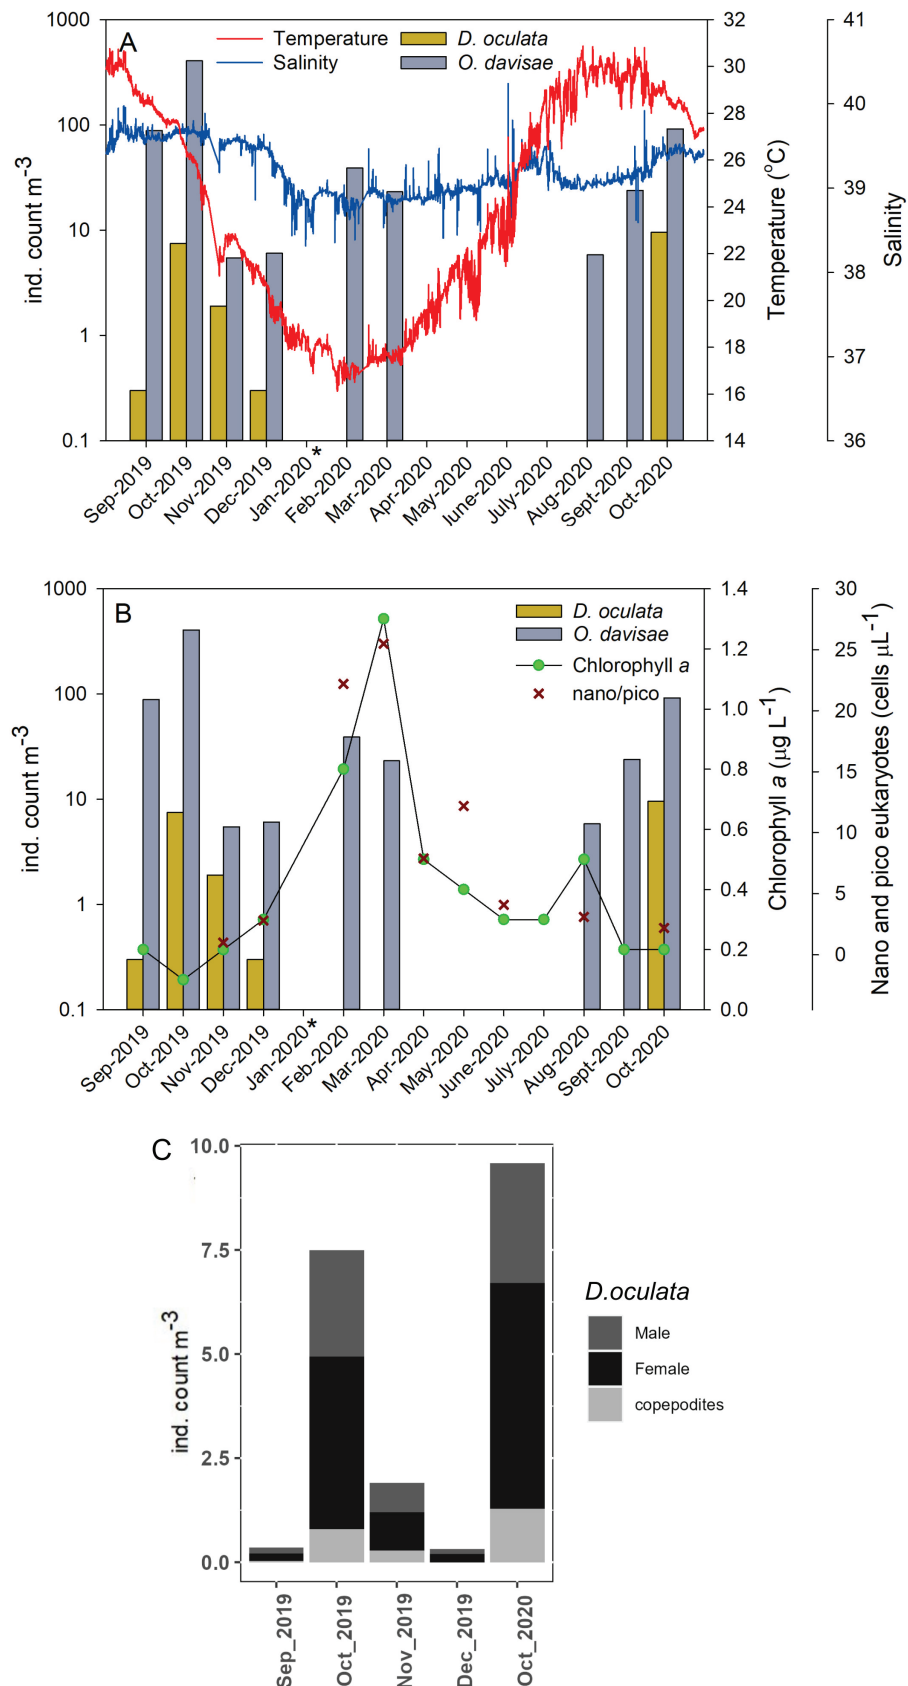 A
Temperature
Salinity
D. oculata
O. davisae
1000
100
10
1
0.1
ind. count m-3
32
30
28
26
24
22
20
18
16
14
Temperature (oC)
41
40
39
38
37
36
Salinity
Sep-2019
Oct-2019
Nov-2019
Dec-2019
Jan-2020*
Feb-2020
Mar-2020
Apr-2020
May-2020
June-2020
July-2020
Aug-2020
Sept-2020
Oct-2020
B
D. oculata
O. davisae
Chlorophyll a
nano/pico
1000
100
10
1
0.1
ind. count m-3
1.4
1.2
1.0
0.8
0.6
0.4
0.2
0.0
Chlorophyll a (µg L-1)
30
25
20
15
10
5
0
Nano and pico eukaryotes (cells µL-1)
Sep-2019
Oct-2019
Nov-2019
Dec-2019
Jan-2020*
Feb-2020
Mar-2020
Apr-2020
May-2020
June-2020
July-2020
Aug-2020
Sept-2020
Oct-2020
C
10.0
7.5
5.0
2.5
0.0
ind. count m-3
D.oculata
Male
Female
copepodites
Sep_2019
Oct_2019
Nov_2019
Dec_2019
Oct_2020